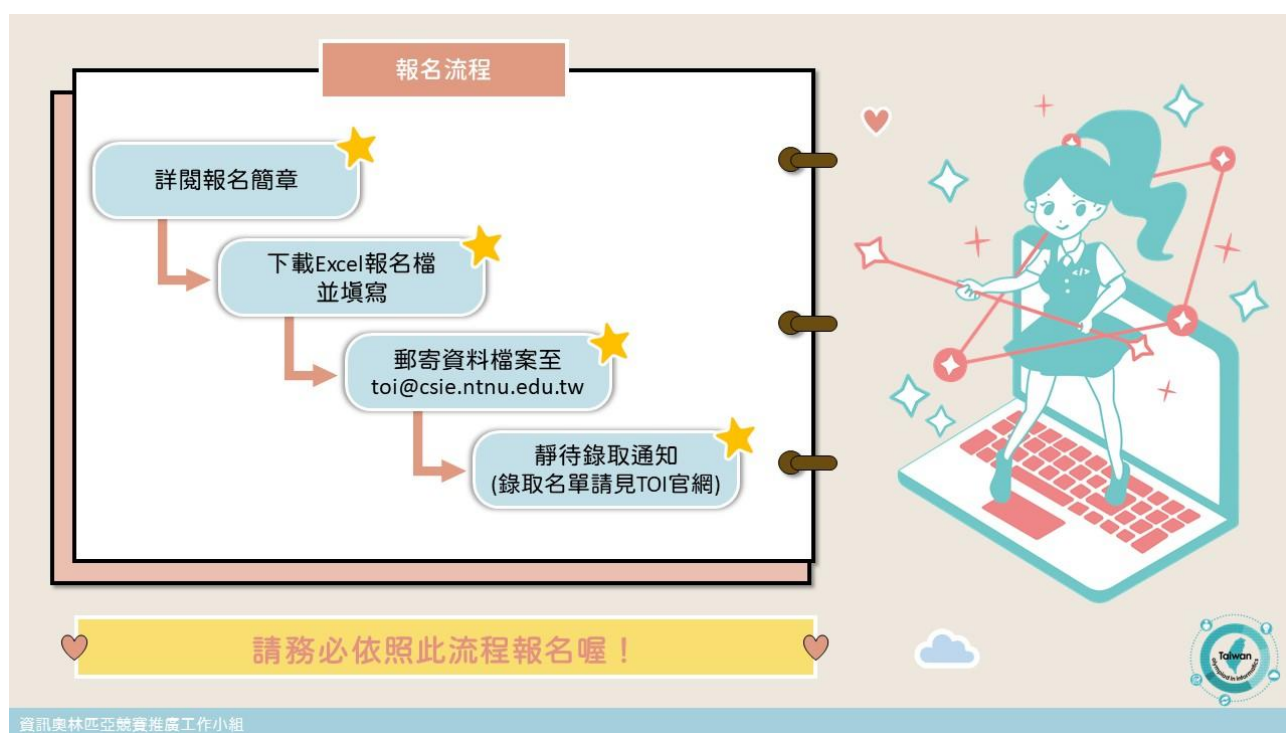 報名流程
詳閱報名簡章
下載Excel報名檔
並填寫
郵寄資料檔案至
toi@csie.ntnu.edu.tw
靜待錄取通知
(錄取名單請見TOI官網)
請務必依照此流程報名喔！
</>
Taiwan
Olympiad in Informatics
資訊奧林匹亞競賽推廣工作小組